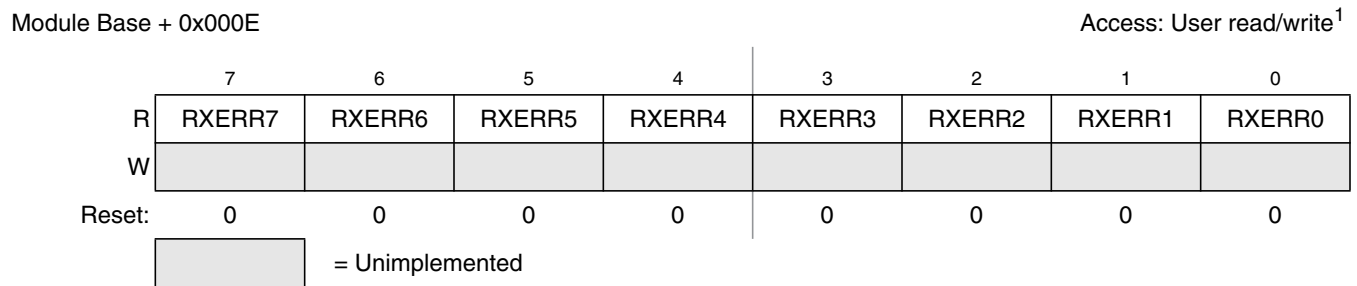 Module Base + 0x000E Access: User read/write1
7 6 5 4 3 2 1 0
R RXERR7 RXERR6 RXERR5 RXERR4 RXERR3 RXERR2 RXERR1 RXERR0
W
Reset: 0 0 0 0 0 0 0 0
= Unimplemented